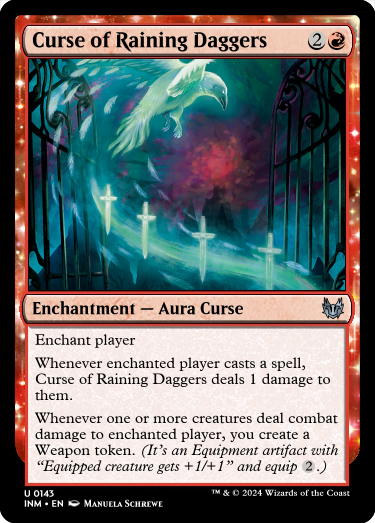 Curse of Raining Daggers 2
Enchantment — Aura Curse
Enchant player
Whenever enchanted player casts a spell,
Curse of Raining Daggers deals 1 damage to
them.
Whenever one or more creatures deal combat
damage to enchanted player, you create a
Weapon token. (It's an Equipment artifact with
“Equipped creature gets +1/+1” and equip 2.)
U 0143
INM • EN Manuela Schrewe
™ & © 2024 Wizards of the Coast